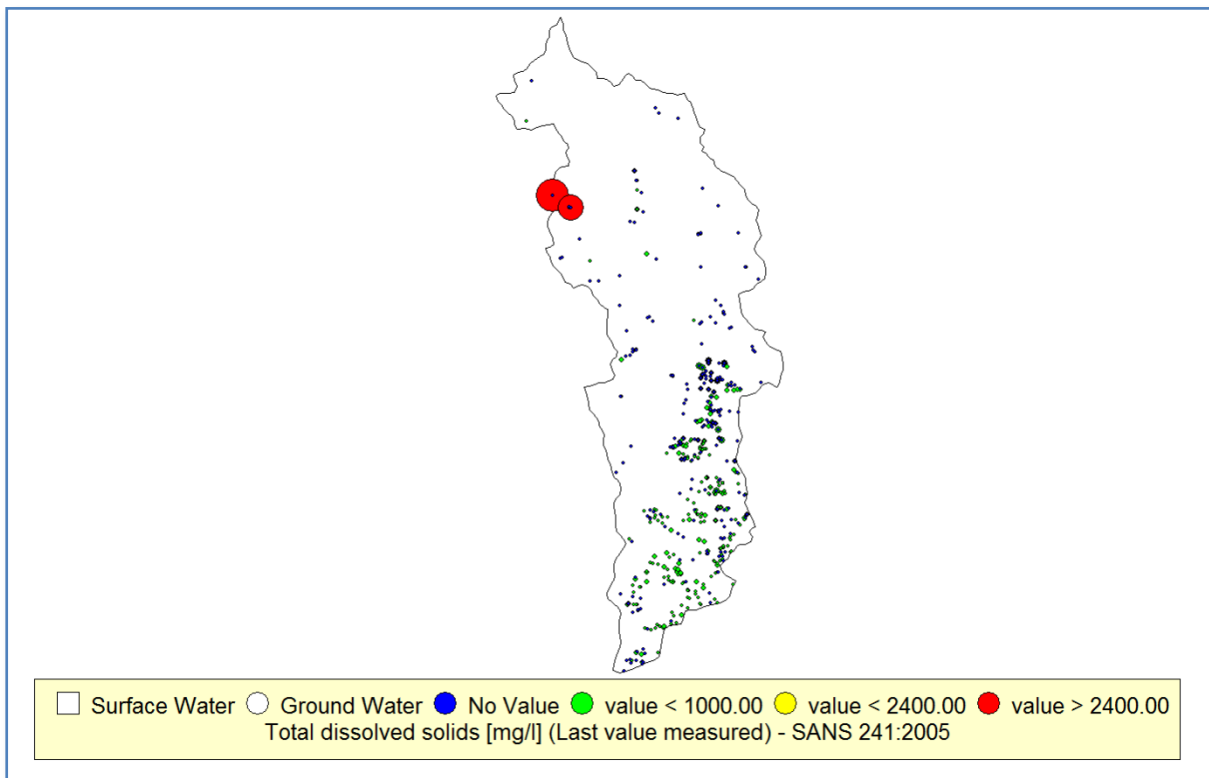 Surface Water Ground Water No Value value < 1000.00 value < 2400.00 value > 2400.00
Total dissolved solids [mg/l] (Last value measured) - SANS 241:2005